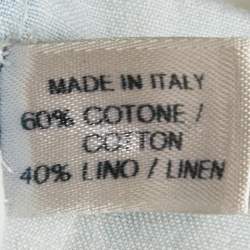 MADE IN ITALY
60% COTONE /
COTTON
40% LINO / LINEN